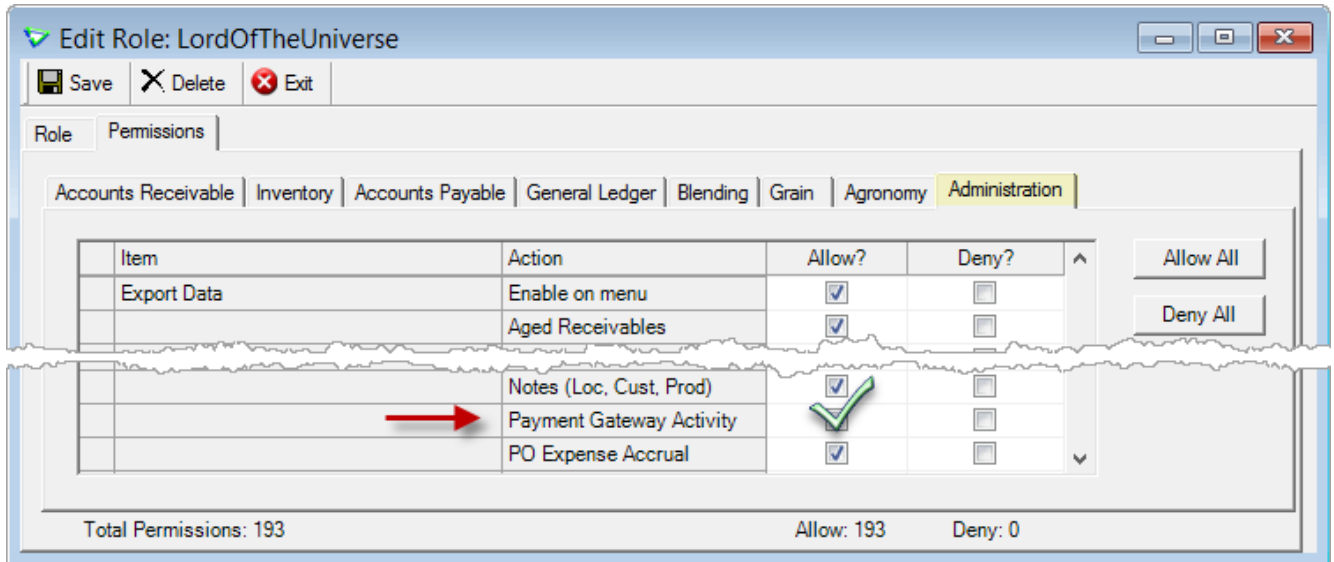 Edit Role: LordOfTheUniverse
Save Delete Exit
Role Permissions
Accounts Receivable Inventory Accounts Payable General Ledger Blending Grain Agronomy Administration
Item Action Allow? Deny? Allow All
Export Data Enable on menu
Aged Receivables Deny All
Notes (Loc, Cust, Prod)
Payment Gateway Activity
PO Expense Accrual
Total Permissions: 193 Allow: 193 Deny: 0